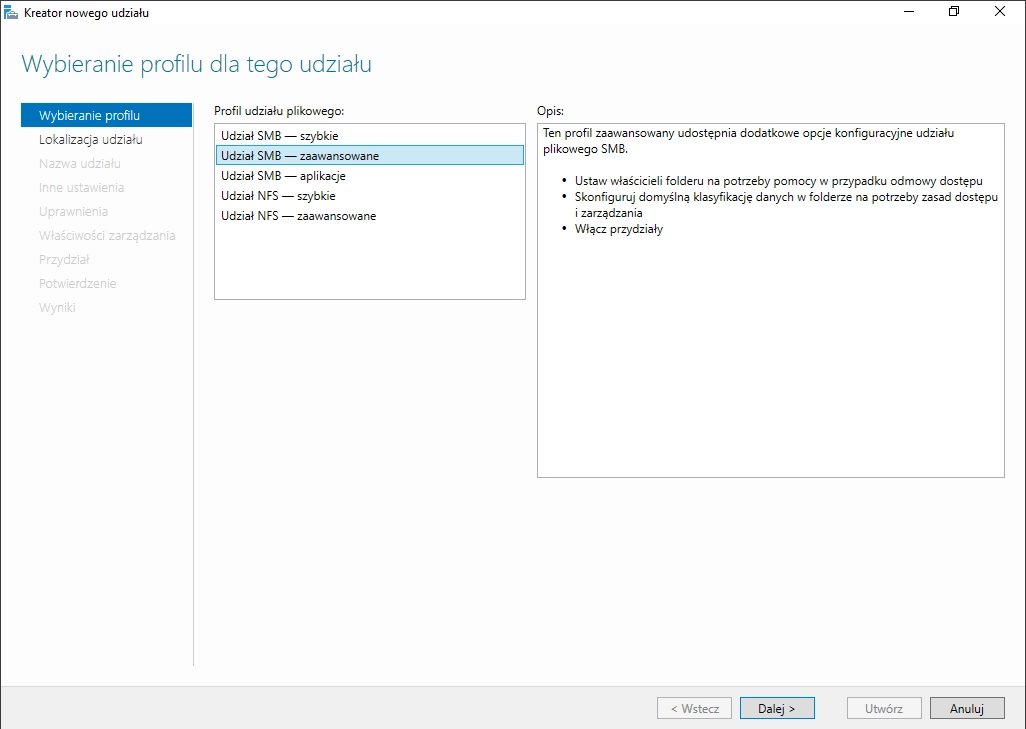 Kreator nowego udziału
Wybieranie profilu dla tego udziału
Wybieranie profilu
Lokalizacja udziału
Nazwa udziału
Inne ustawienia
Uprawnienia
Właściwości zarządzania
Przydział
Potwierdzenie
Wyniki
Profil udziału plikowego:
Udział SMB — szybkie
Udział SMB — zaawansowane
Udział SMB — aplikacje
Udział NFS — szybkie
Udział NFS — zaawansowane
Opis:
Ten profil zaawansowany udostępnia dodatkowe opcje konfiguracyjne udziału
plikowego SMB.
• Ustaw właścicieli folderu na potrzeby pomocy w przypadku odmowy dostępu
• Skonfiguruj domyślną klasyfikację danych w folderze na potrzeby zasad dostępu
i zarządzania
• Włącz przydziały
< Wstecz
Dalej >
Utwórz
Anuluj